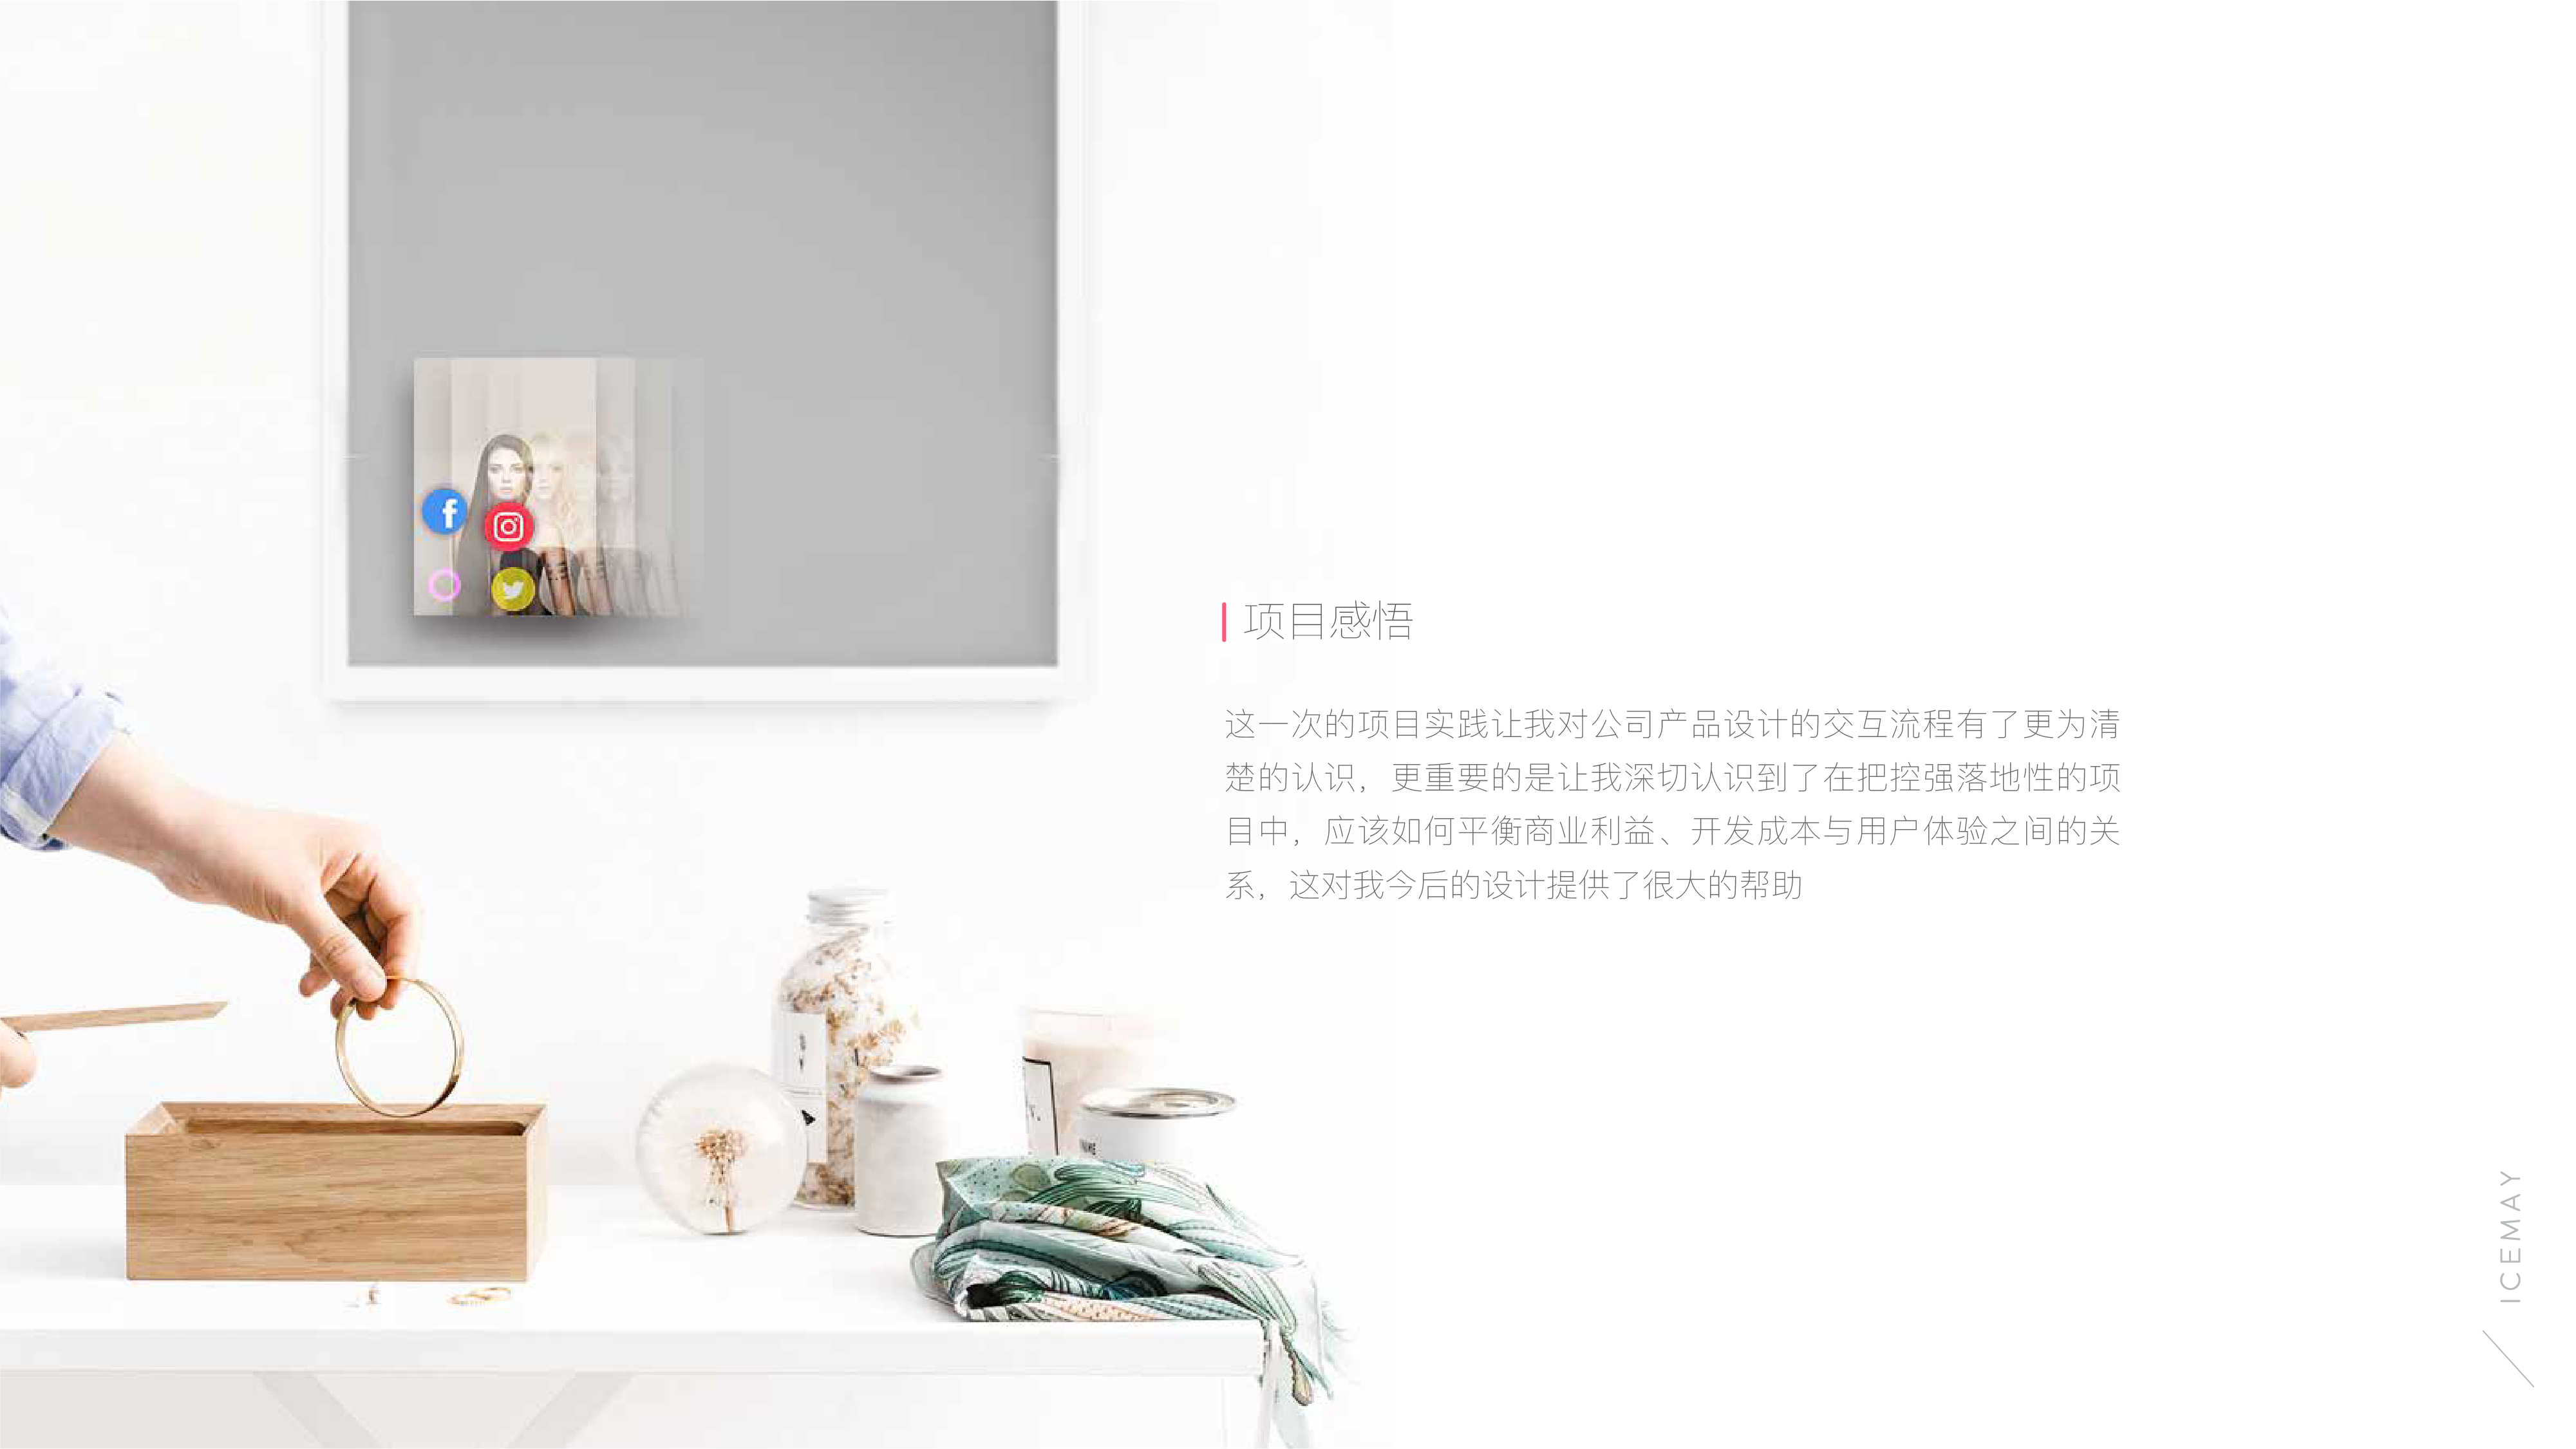 项目感悟
这一次的项目实践让我对公司产品设计的交互流程有了更为清
楚的认识，更重要的是让我深切认识到了在把控强落地性的项
目中，应该如何平衡商业利益、开发成本与用户体验之间的关
系，这对我今后的设计提供了很大的帮助
ICEMAY